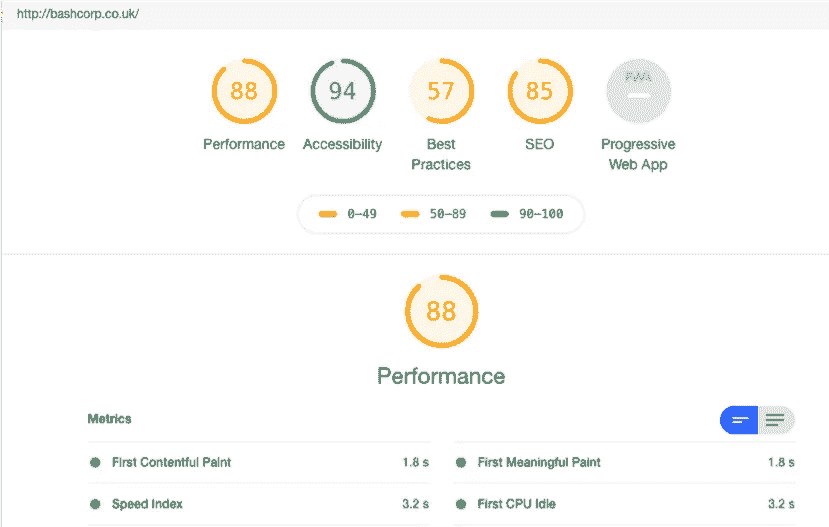 http://bashcorp.co.uk/
88 94 57 85 PWA
Performance Accessibility Best Practices SEO Progressive Web App
0–49 50–89 90–100
88
Performance
Metrics
First Contentful Paint 1.8 s First Meaningful Paint 1.8 s
Speed Index 3.2 s First CPU Idle 3.2 s